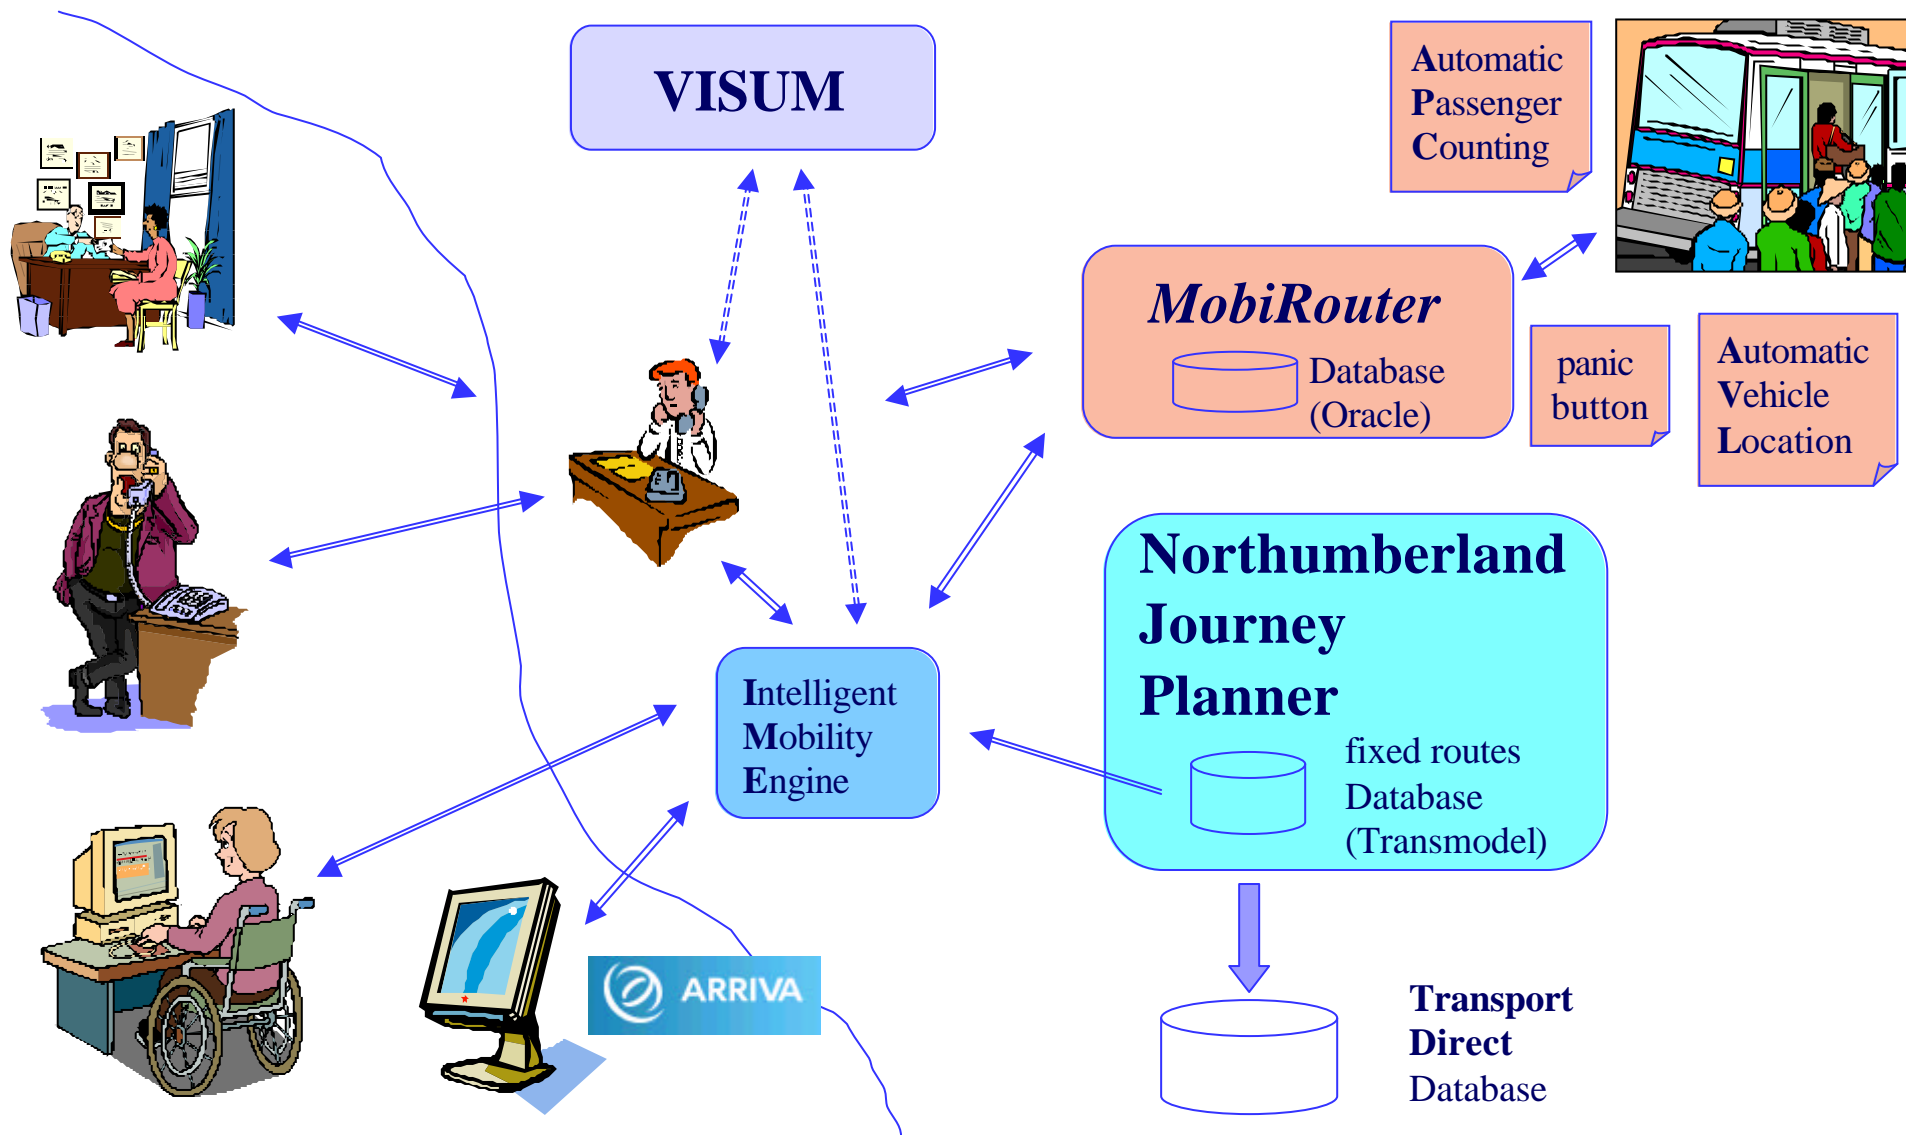 VISUM
Automatic
Passenger
Counting
MobiRouter
Database
(Oracle)
panic
button
Automatic
Vehicle
Location
Northumberland
Journey
Planner
fixed routes
Database
(Transmodel)
Intelligent
Mobility
Engine
ARRIVA
Transport
Direct
Database